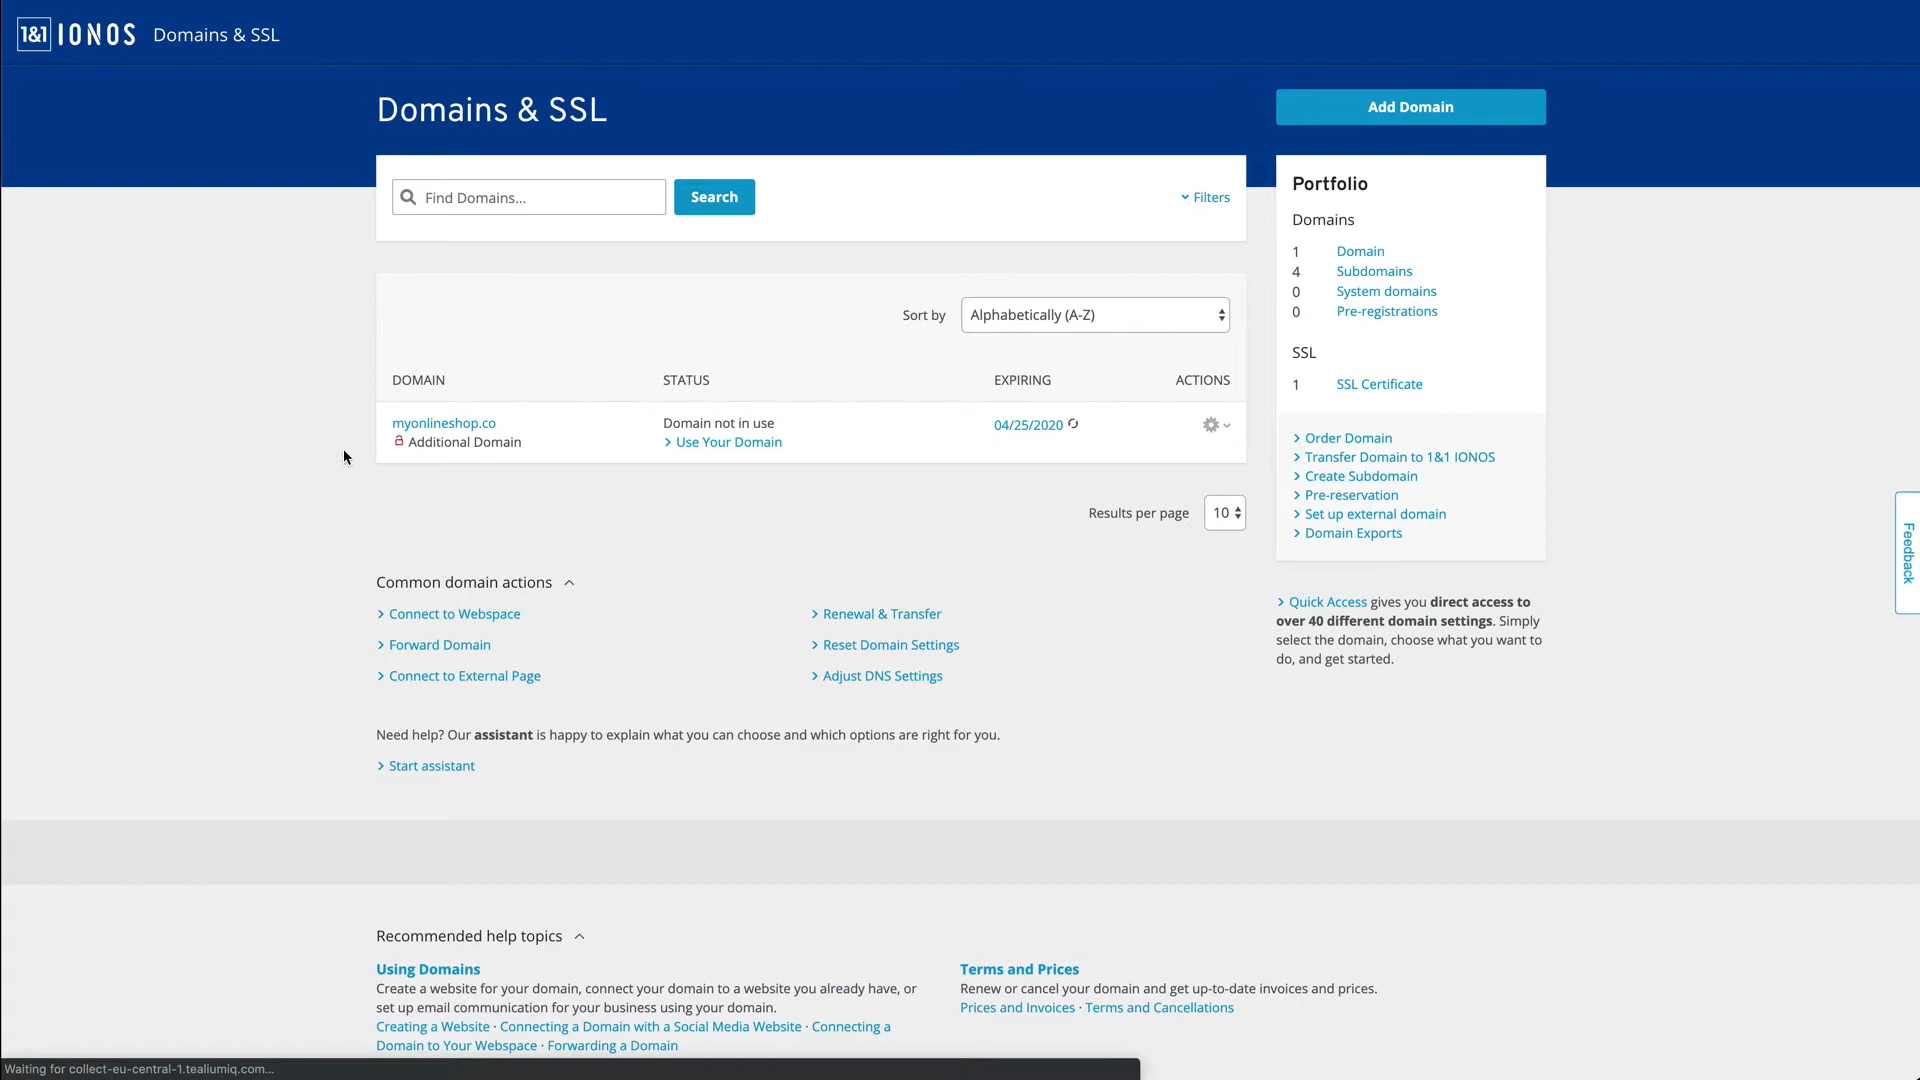 1&1 IONOS Domains & SSL
Domains & SSL
Add Domain
Find Domains...
Search
Filters
Sort by
Alphabetically (A-Z)
DOMAIN
STATUS
EXPIRING
ACTIONS
myonlineshop.co
Domain not in use
04/25/2020
Additional Domain
Use Your Domain
Results per page
10
Portfolio
Domains
1 Domain
4 Subdomains
0 System domains
0 Pre-registrations
SSL
1 SSL Certificate
Order Domain
Transfer Domain to 1&1 IONOS
Create Subdomain
Pre-reservation
Set up external domain
Domain Exports
Quick Access gives you direct access to
over 40 different domain settings. Simply
select the domain, choose what you want to
do, and get started.
Feedback
Common domain actions
Connect to Webspace
Forward Domain
Connect to External Page
Renewal & Transfer
Reset Domain Settings
Adjust DNS Settings
Need help? Our assistant is happy to explain what you can choose and which options are right for you.
Start assistant
Recommended help topics
Using Domains
Create a website for your domain, connect your domain to a website you already have, or
set up email communication for your business using your domain.
Creating a Website · Connecting a Domain with a Social Media Website · Connecting a
Domain to Your Webspace · Forwarding a Domain
Terms and Prices
Renew or cancel your domain and get up-to-date invoices and prices.
Prices and Invoices · Terms and Cancellations
Waiting for collect-eu-central-1.tealiumiq.com...